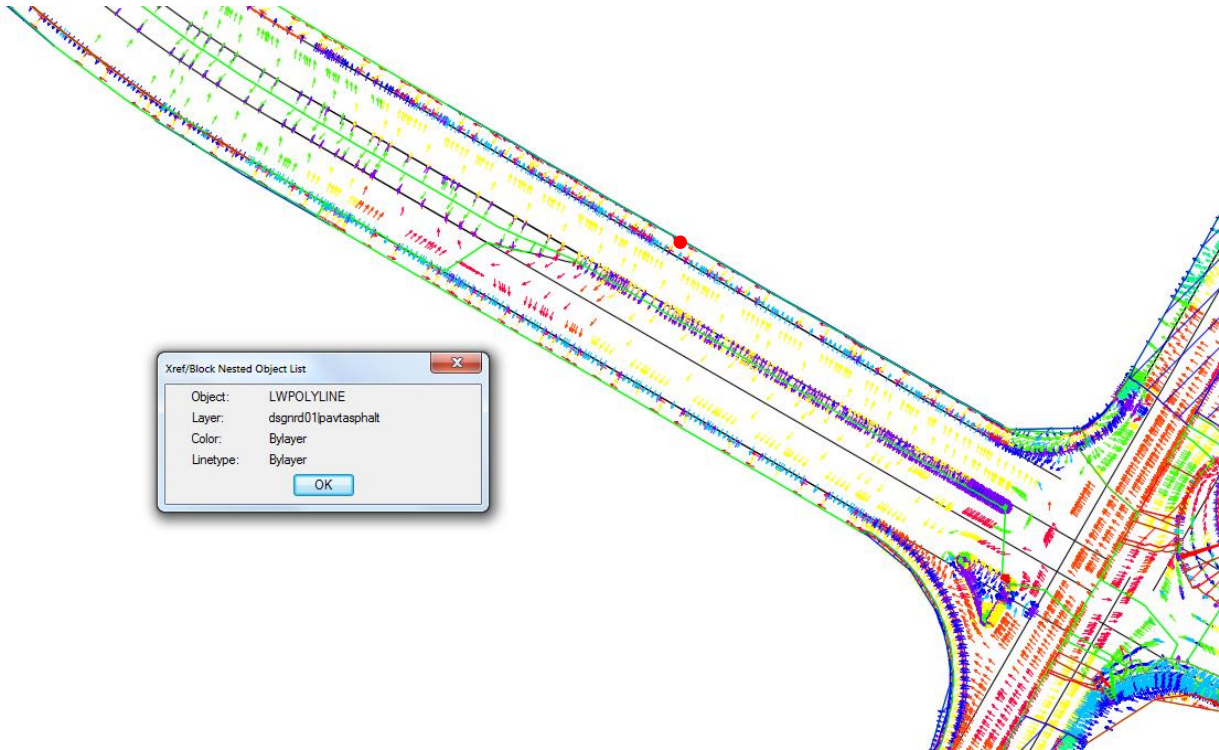 Xref/Block Nested Object List
Object: LWPOLYLINE
Layer: dsgnrd01|pavtasphalt
Color: Bylayer
Linetype: Bylayer
OK